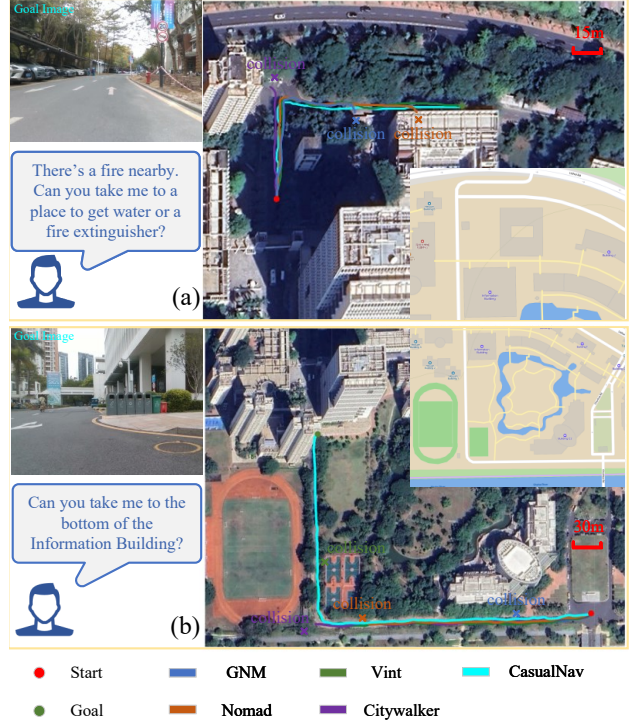 Goal Image
There's a fire nearby.
Can you take me to a
place to get water or a
fire extinguisher?
(a)
collision
collision
collision
15m
Goal Image
Can you take me to the
bottom of the
Information Building?
(b)
collision
collision
collision
collision
30m
Start
GNM
Vint
CasualNav
Goal
Nomad
Citywalker